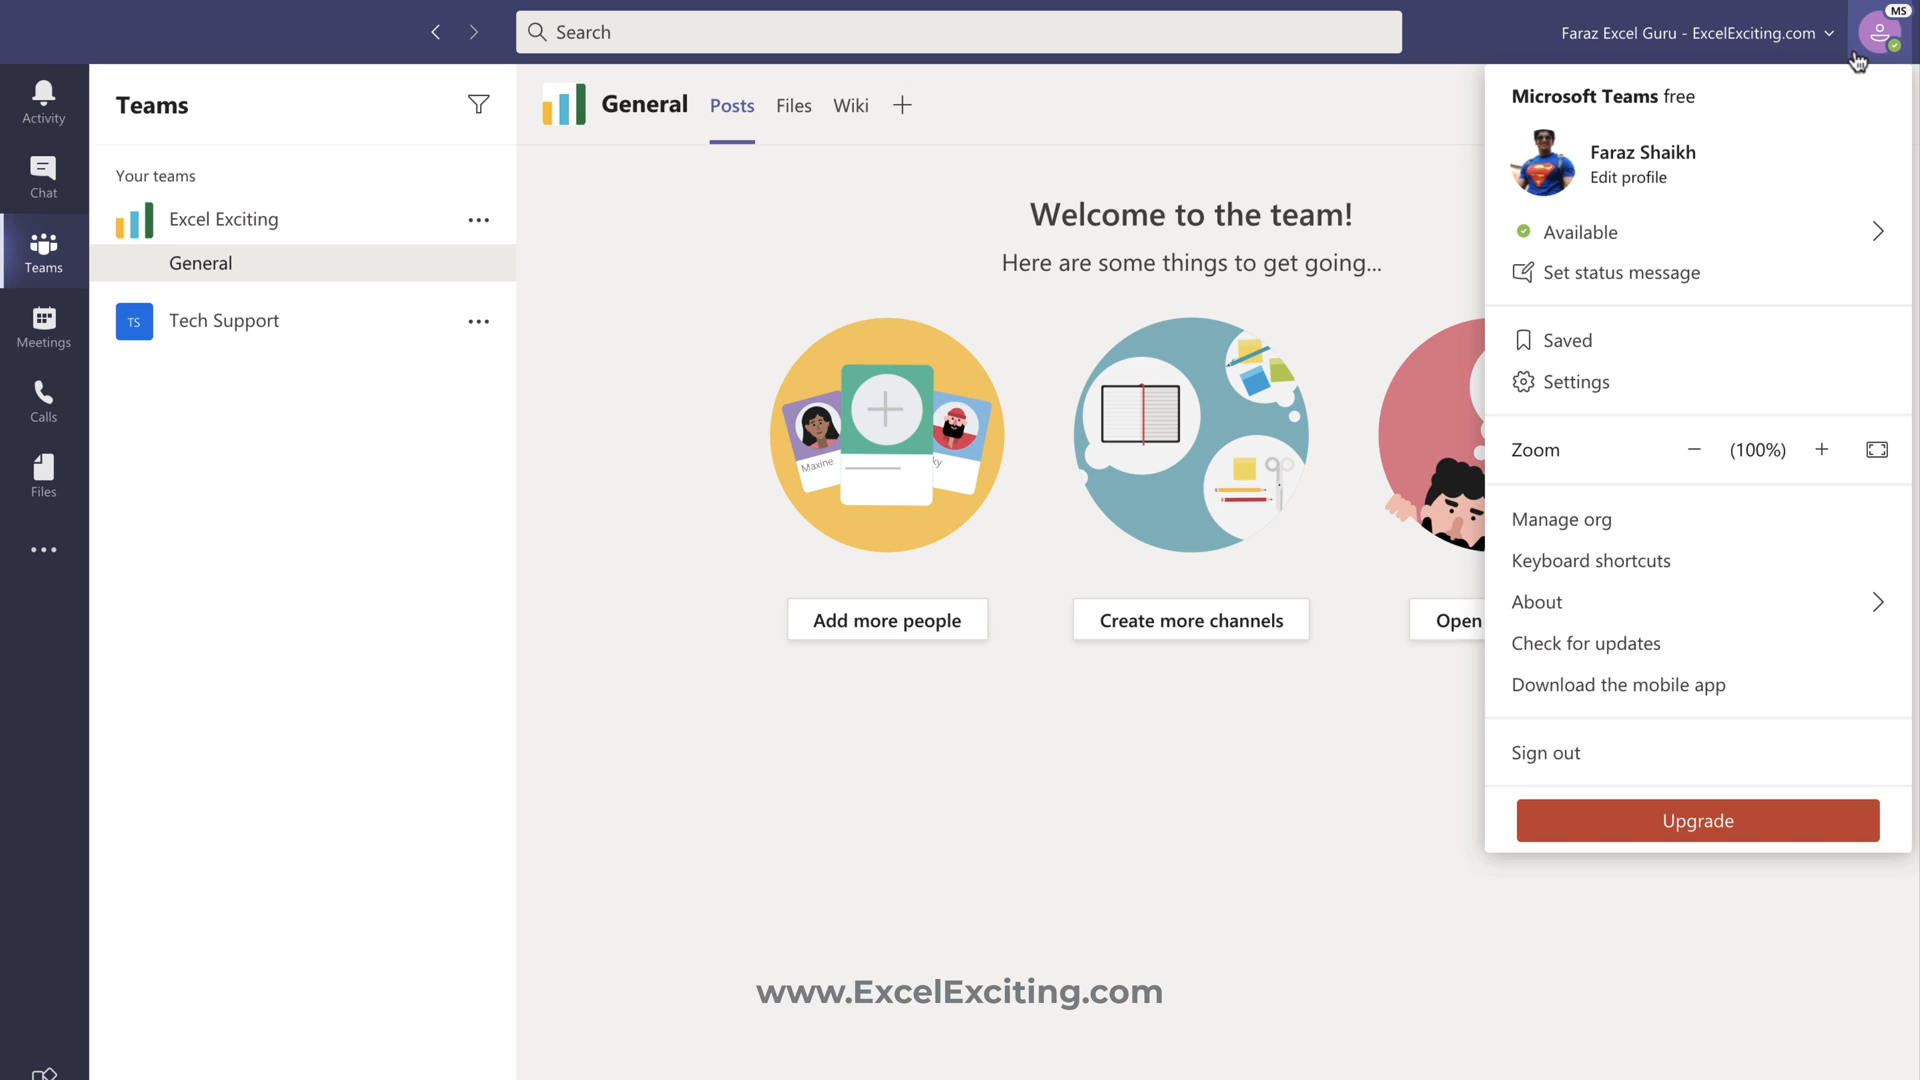 Search
Faraz Excel Guru - ExcelExciting.com
MS
Activity
Chat
Teams
Meetings
Calls
Files
Teams
Your teams
Excel Exciting
General
TS
Tech Support
General
Posts
Files
Wiki
Welcome to the team!
Here are some things to get going...
Maxine
ky
Add more people
Create more channels
Open
Microsoft Teams free
Faraz Shaikh
Edit profile
Available
Set status message
Saved
Settings
Zoom
(100%)
Manage org
Keyboard shortcuts
About
Check for updates
Download the mobile app
Sign out
Upgrade
www.ExcelExciting.com